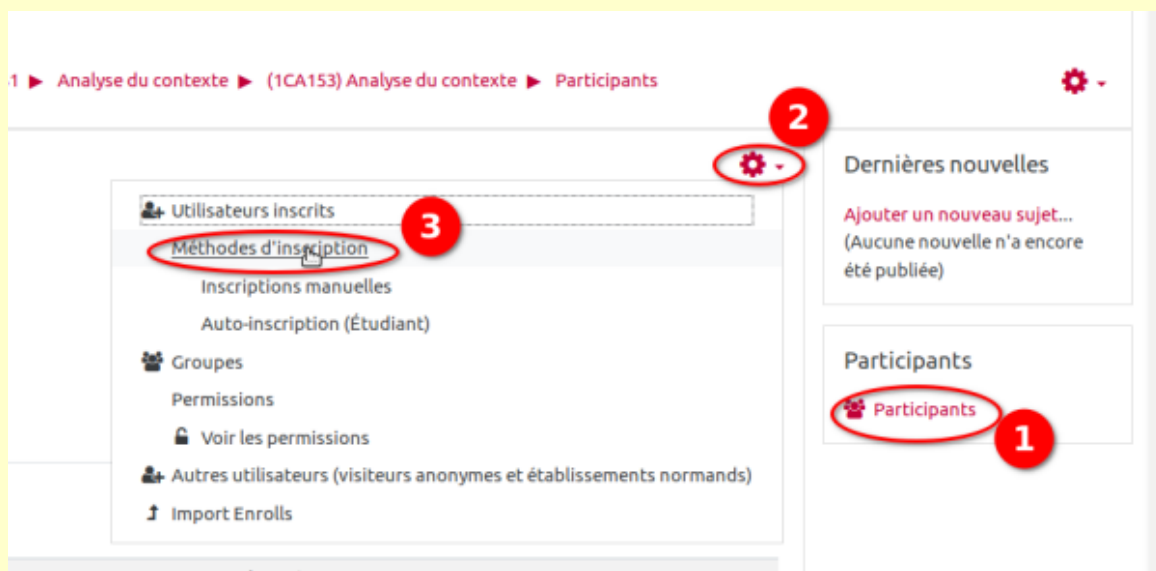 1 ▶ Analyse du contexte ▶ (1CA153) Analyse du contexte ▶ Participants
2
Utilisateurs inscrits
3
Méthodes d'inscription
Inscriptions manuelles
Auto-inscription (Étudiant)
Groupes
Permissions
Voir les permissions
Autres utilisateurs (visiteurs anonymes et établissements normands)
Import Enrolls
Dernières nouvelles
Ajouter un nouveau sujet...
(Aucune nouvelle n'a encore
été publiée)
Participants
Participants
1